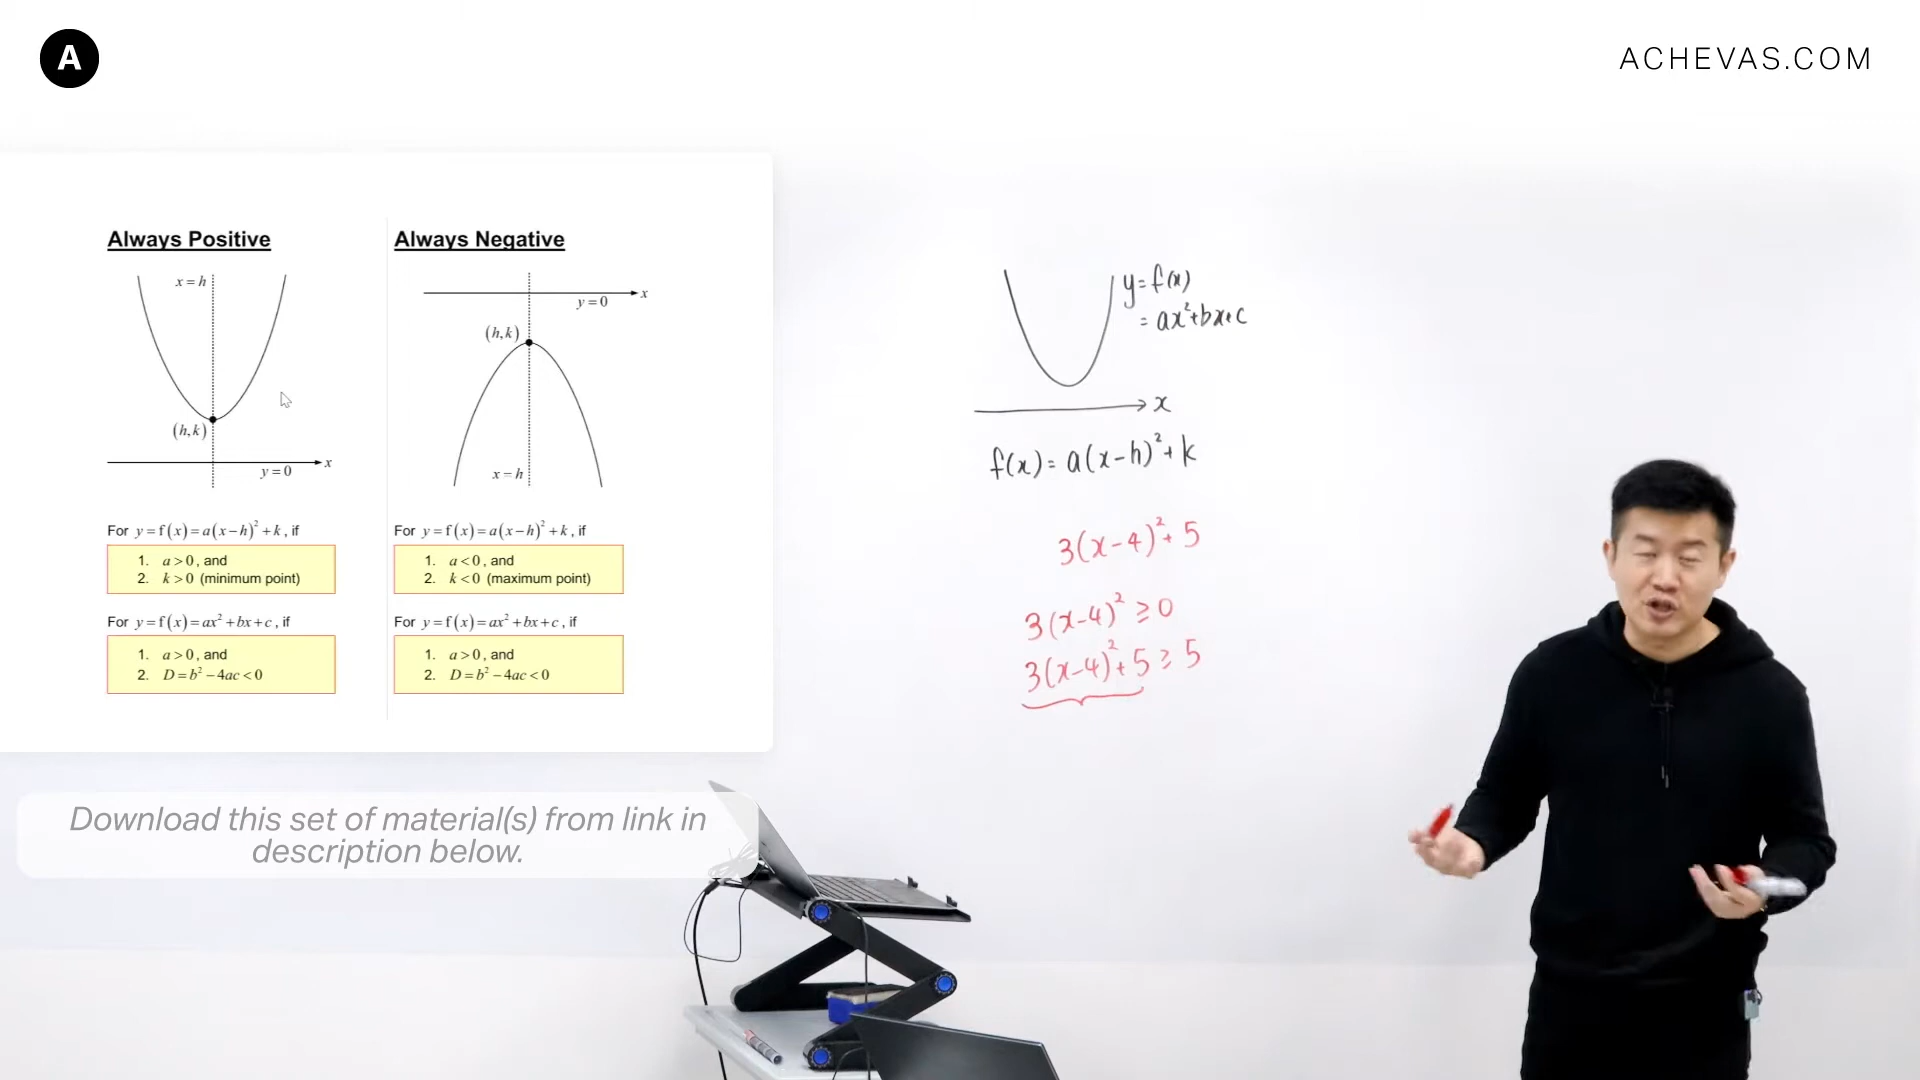 A
ACHEVAS.COM
Always Positive
x = h
(h,k)
x
y = 0
For y = f(x) = a(x−h)² + k, if
1. a > 0, and
2. k > 0 (minimum point)
For y = f(x) = ax² + bx + c, if
1. a > 0, and
2. D = b² − 4ac < 0
Always Negative
x
y = 0
(h,k)
x = h
For y = f(x) = a(x−h)² + k, if
1. a < 0, and
2. k < 0 (maximum point)
For y = f(x) = ax² + bx + c, if
1. a > 0, and
2. D = b² − 4ac < 0
y = f(x)
= ax² + bx + c
x
f(x) = a(x−h)² + k
3(x−4)² + 5
3(x−4)² ≥ 0
3(x−4)² + 5 ≥ 5
Download this set of material(s) from link in
description below.